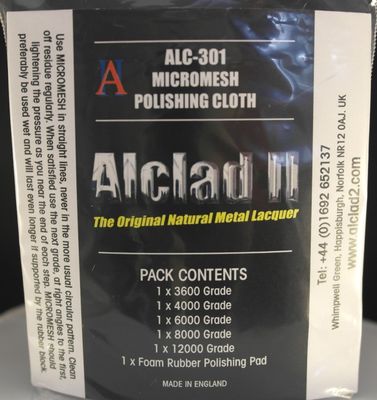 A
ALC-301
MICROMESH
POLISHING CLOTH
Alclad II
The Original Natural Metal Lacquer
PACK CONTENTS
1 x 3600 Grade
1 x 4000 Grade
1 x 6000 Grade
1 x 8000 Grade
1 x 12000 Grade
1 x Foam Rubber Polishing Pad
MADE IN ENGLAND
Use MICROMESH in straight lines, never in the more usual circular pattern. Clean
off residue regularly. When satisfied use the next grade, at right angles to the first,
lightening the pressure as you near the end of each step. MICROMESH should
preferably be used wet and will last even longer if supported by the rubber block.
Tel: +44 (0)1692 652137
Whimpwell Green, Happisburgh, Norfolk NR12 0AJ. UK
www.alclad2.com